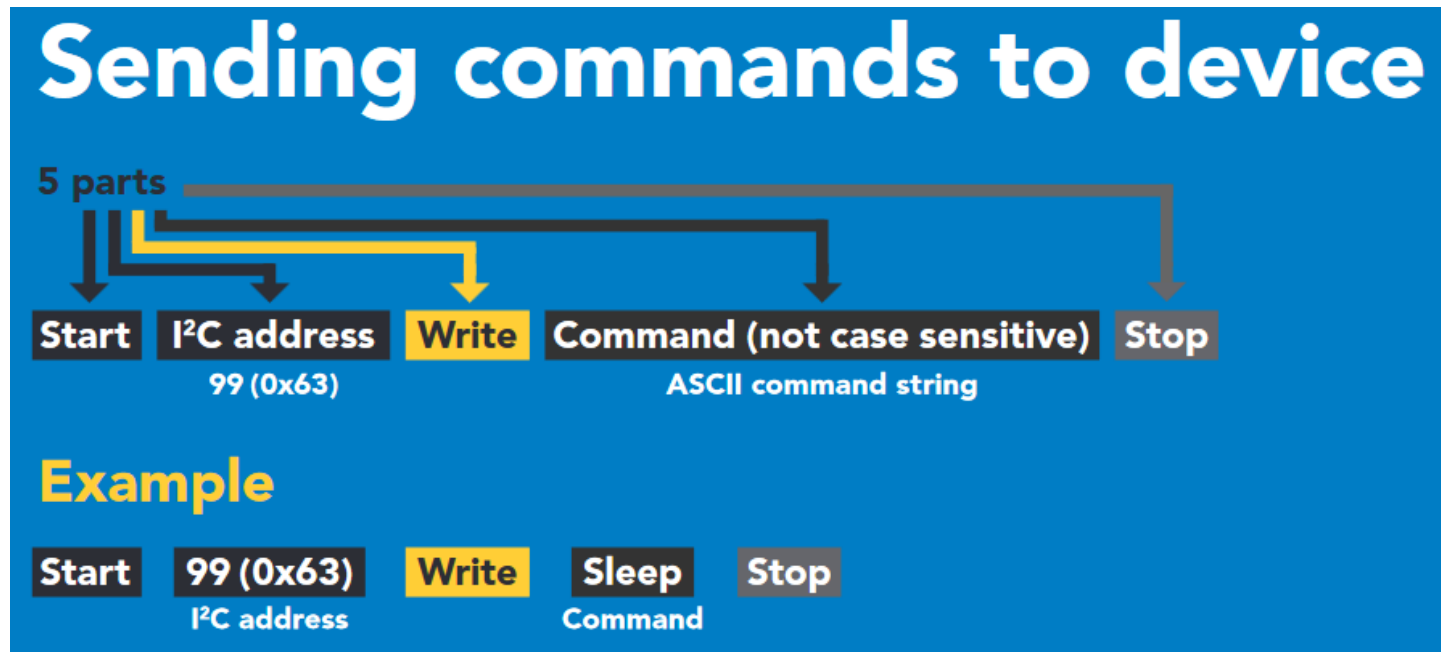 Sending commands to device
5 parts
Start I²C address Write Command (not case sensitive) Stop
99 (0x63) ASCII command string
Example
Start 99 (0x63) Write Sleep Stop
I²C address Command